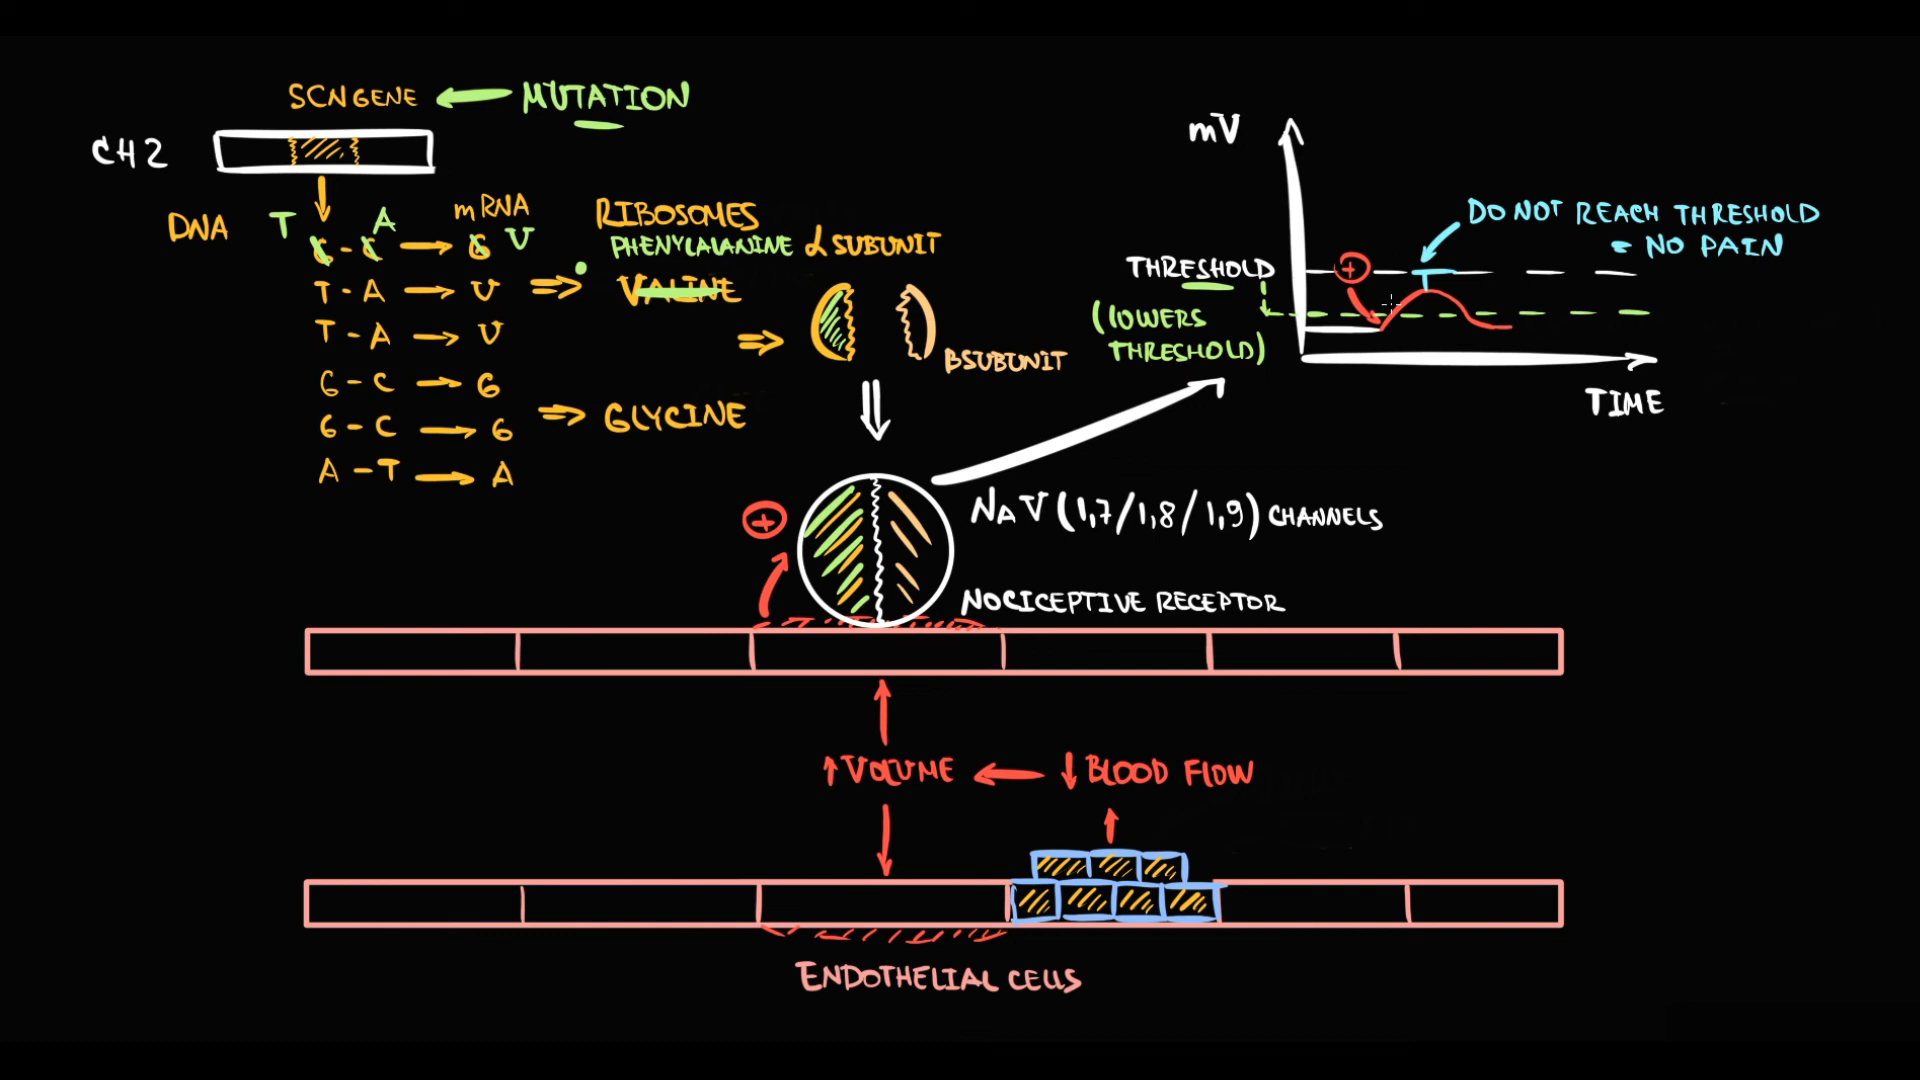 SCN GENE ← MUTATION
CH2
DNA T A mRNA
G - C → G U
T - A → U
T - A → U
G - C → G
G - C → G
A - T → A
RIBOSOMES
PHENYLALANINE
⇒ VALINE
⇒ GLYCINE
α SUBUNIT
β SUBUNIT
mV
DO NOT REACH THRESHOLD
= NO PAIN
THRESHOLD
+
(LOWERS
THRESHOLD)
TIME
+
NaV (1,7/1,8/1,9) CHANNELS
NOCICEPTIVE RECEPTOR
↑ VOLUME ← ↓ BLOOD FLOW
ENDOTHELIAL CELLS